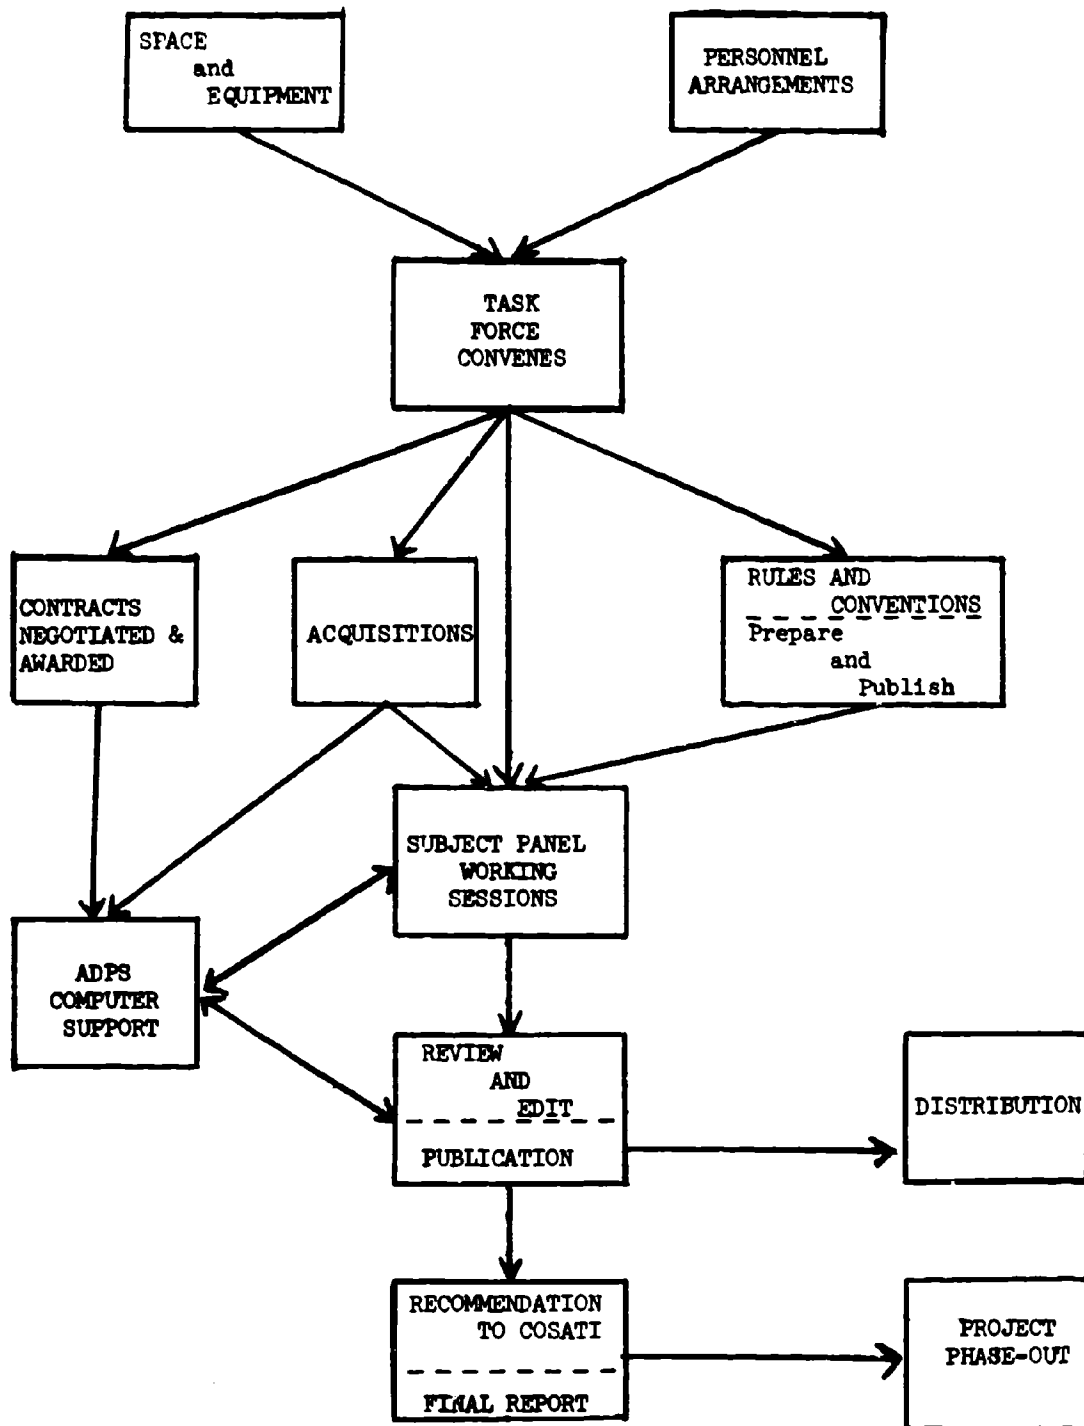 SPACE
and
EQUIPMENT
PERSONNEL
ARRANGEMENTS
TASK
FORCE
CONVENES
CONTRACTS
NEGOTIATED &
AWARDED
ACQUISITIONS
RULES AND
CONVENTIONS
Prepare
and
Publish
SUBJECT PANEL
WORKING
SESSIONS
ADPS
COMPUTER
SUPPORT
REVIEW
AND
EDIT
PUBLICATION
DISTRIBUTION
RECOMMENDATION
TO COSATI
FINAL REPORT
PROJECT
PHASE-OUT